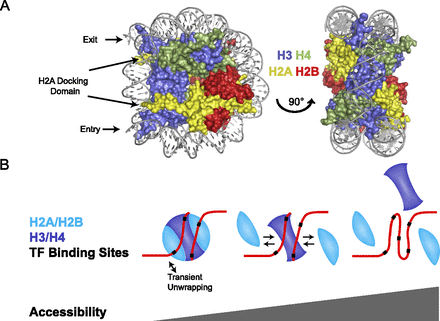 A
Exit
H2A Docking
Domain
Entry
H3 H4
H2A H2B
90°
B
H2A/H2B
H3/H4
TF Binding Sites
Transient
Unwrapping
Accessibility